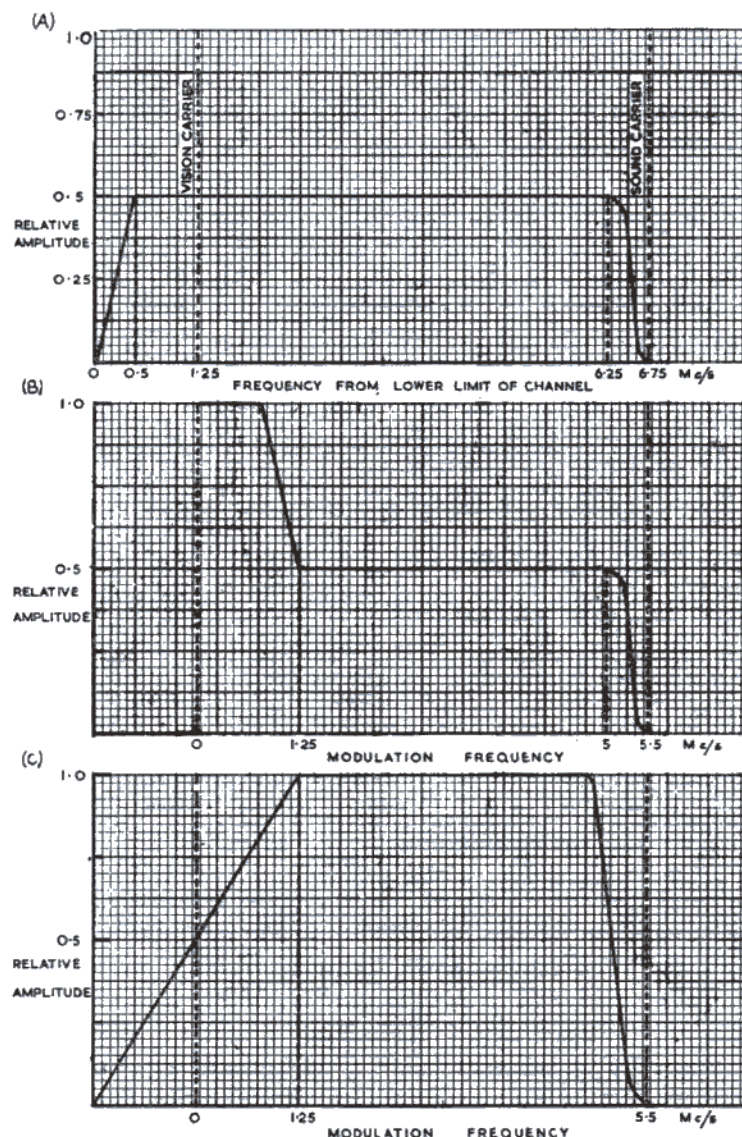 (A)
1·0
0·75
0·5
RELATIVE
AMPLITUDE
0·25
VISION CARRIER
SOUND CARRIER
0 0·5 1·25 6·25 6·75 Mc/s
FREQUENCY FROM LOWER LIMIT OF CHANNEL
(B)
1·0
0·5
RELATIVE
AMPLITUDE
0 1·25 5 5·5 Mc/s
MODULATION FREQUENCY
(C)
1·0
0·5
RELATIVE
AMPLITUDE
0 1·25 5·5 Mc/s
MODULATION FREQUENCY